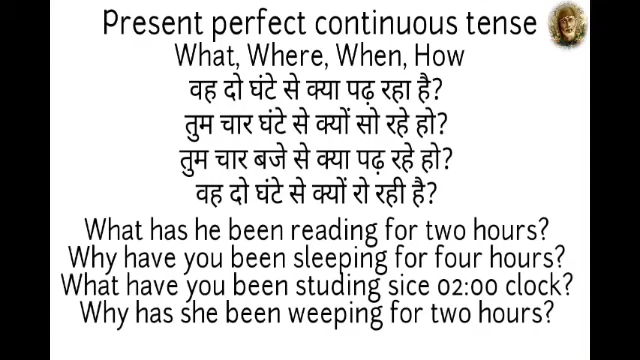 Present perfect continuous tense
What, Where, When, How
वह दो घंटे से क्या पढ़ रहा है?
तुम चार घंटे से क्यों सो रहे हो?
तुम चार बजे से क्या पढ़ रहे हो?
वह दो घंटे से क्यों रो रही है?
What has he been reading for two hours?
Why have you been sleeping for four hours?
What have you been studing sice 02:00 clock?
Why has she been weeping for two hours?